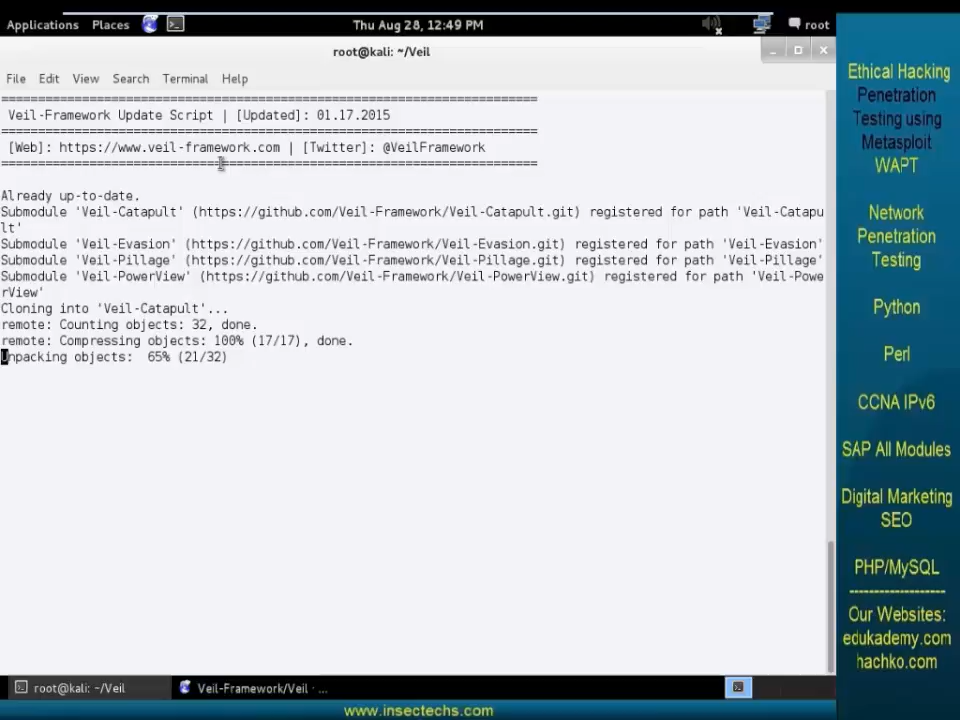 Applications Places Thu Aug 28, 12:49 PM root
root@kali: ~/Veil
File Edit View Search Terminal Help
=========================================================================
Veil-Framework Update Script | [Updated]: 01.17.2015
=========================================================================
[Web]: https://www.veil-framework.com | [Twitter]: @VeilFramework
=========================================================================
Already up-to-date.
Submodule 'Veil-Catapult' (https://github.com/Veil-Framework/Veil-Catapult.git) registered for path 'Veil-Catapu
lt'
Submodule 'Veil-Evasion' (https://github.com/Veil-Framework/Veil-Evasion.git) registered for path 'Veil-Evasion'
Submodule 'Veil-Pillage' (https://github.com/Veil-Framework/Veil-Pillage.git) registered for path 'Veil-Pillage'
Submodule 'Veil-PowerView' (https://github.com/Veil-Framework/Veil-PowerView.git) registered for path 'Veil-Powe
rView'
Cloning into 'Veil-Catapult'...
remote: Counting objects: 32, done.
remote: Compressing objects: 100% (17/17), done.
Unpacking objects: 65% (21/32)
root@kali: ~/Veil
Veil-Framework/Veil · ...
www.insectechs.com
Ethical Hacking
Penetration
Testing using
Metasploit
WAPT
Network
Penetration
Testing
Python
Perl
CCNA IPv6
SAP All Modules
Digital Marketing
SEO
PHP/MySQL
-------------------
Our Websites:
edukademy.com
hachko.com